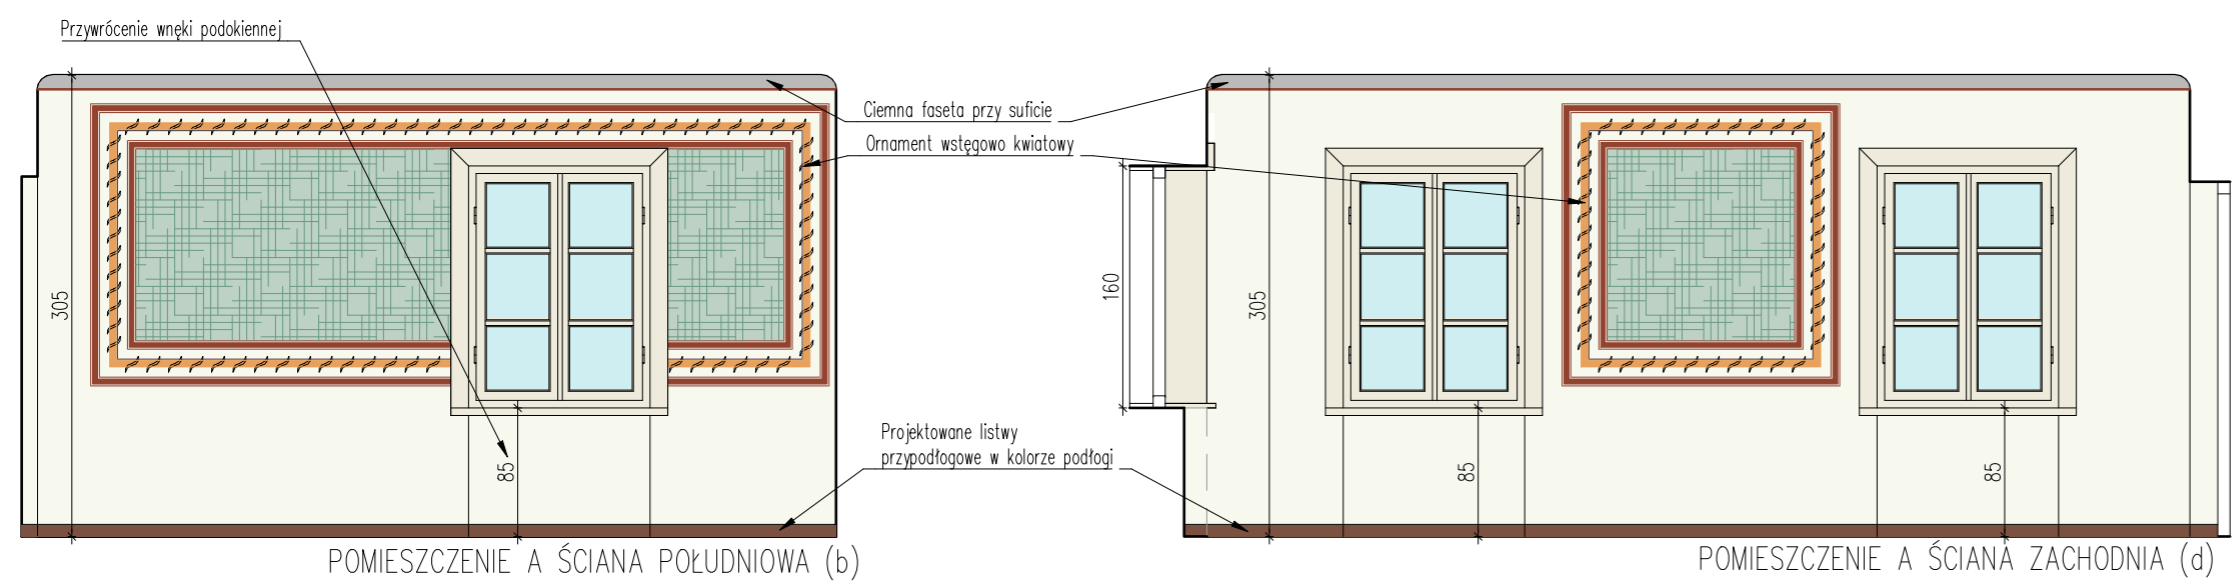 Przywrócenie wnęki podokiennej
Ciemna faseta przy suficie
Ornament wstęgowo kwiatowy
305
160
305
Projektowane listwy
przypodłogowe w kolorze podłogi
85
85
85
POMIESZCZENIE A ŚCIANA POŁUDNIOWA (b)
POMIESZCZENIE A ŚCIANA ZACHODNIA (d)